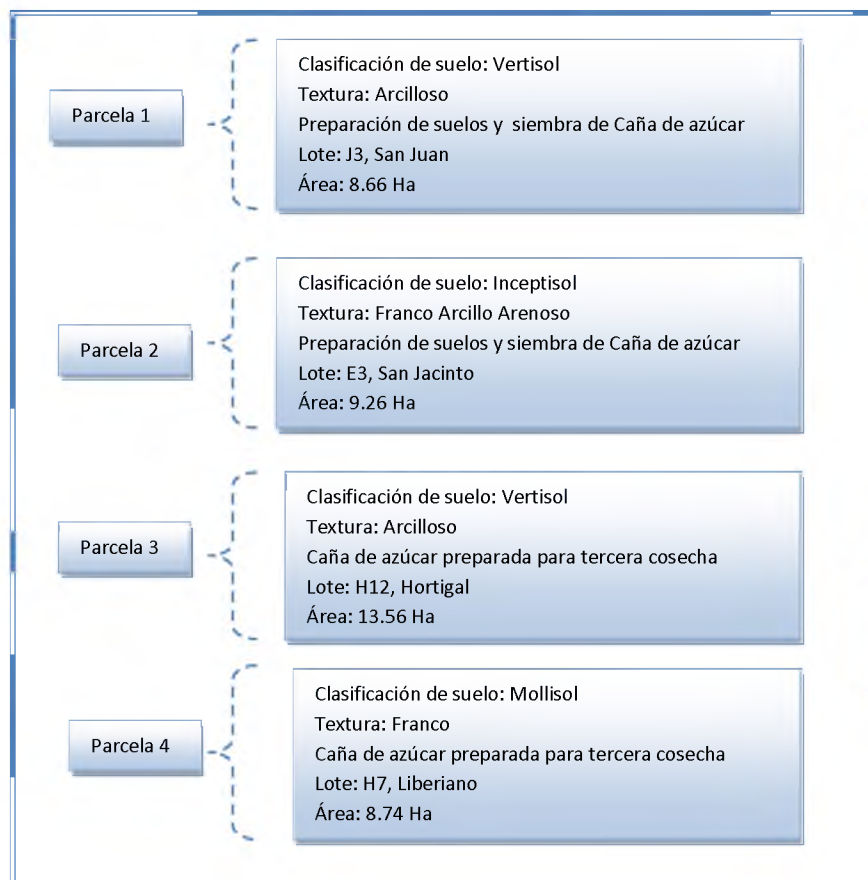 Parcela 1
Clasificación de suelo: Vertisol
Textura: Arcilloso
Preparación de suelos y siembra de Caña de azúcar
Lote: J3, San Juan
Área: 8.66 Ha
Parcela 2
Clasificación de suelo: Inceptisol
Textura: Franco Arcillo Arenoso
Preparación de suelos y siembra de Caña de azúcar
Lote: E3, San Jacinto
Área: 9.26 Ha
Parcela 3
Clasificación de suelo: Vertisol
Textura: Arcilloso
Caña de azúcar preparada para tercera cosecha
Lote: H12, Hortigal
Área: 13.56 Ha
Parcela 4
Clasificación de suelo: Mollisol
Textura: Franco
Caña de azúcar preparada para tercera cosecha
Lote: H7, Liberiano
Área: 8.74 Ha